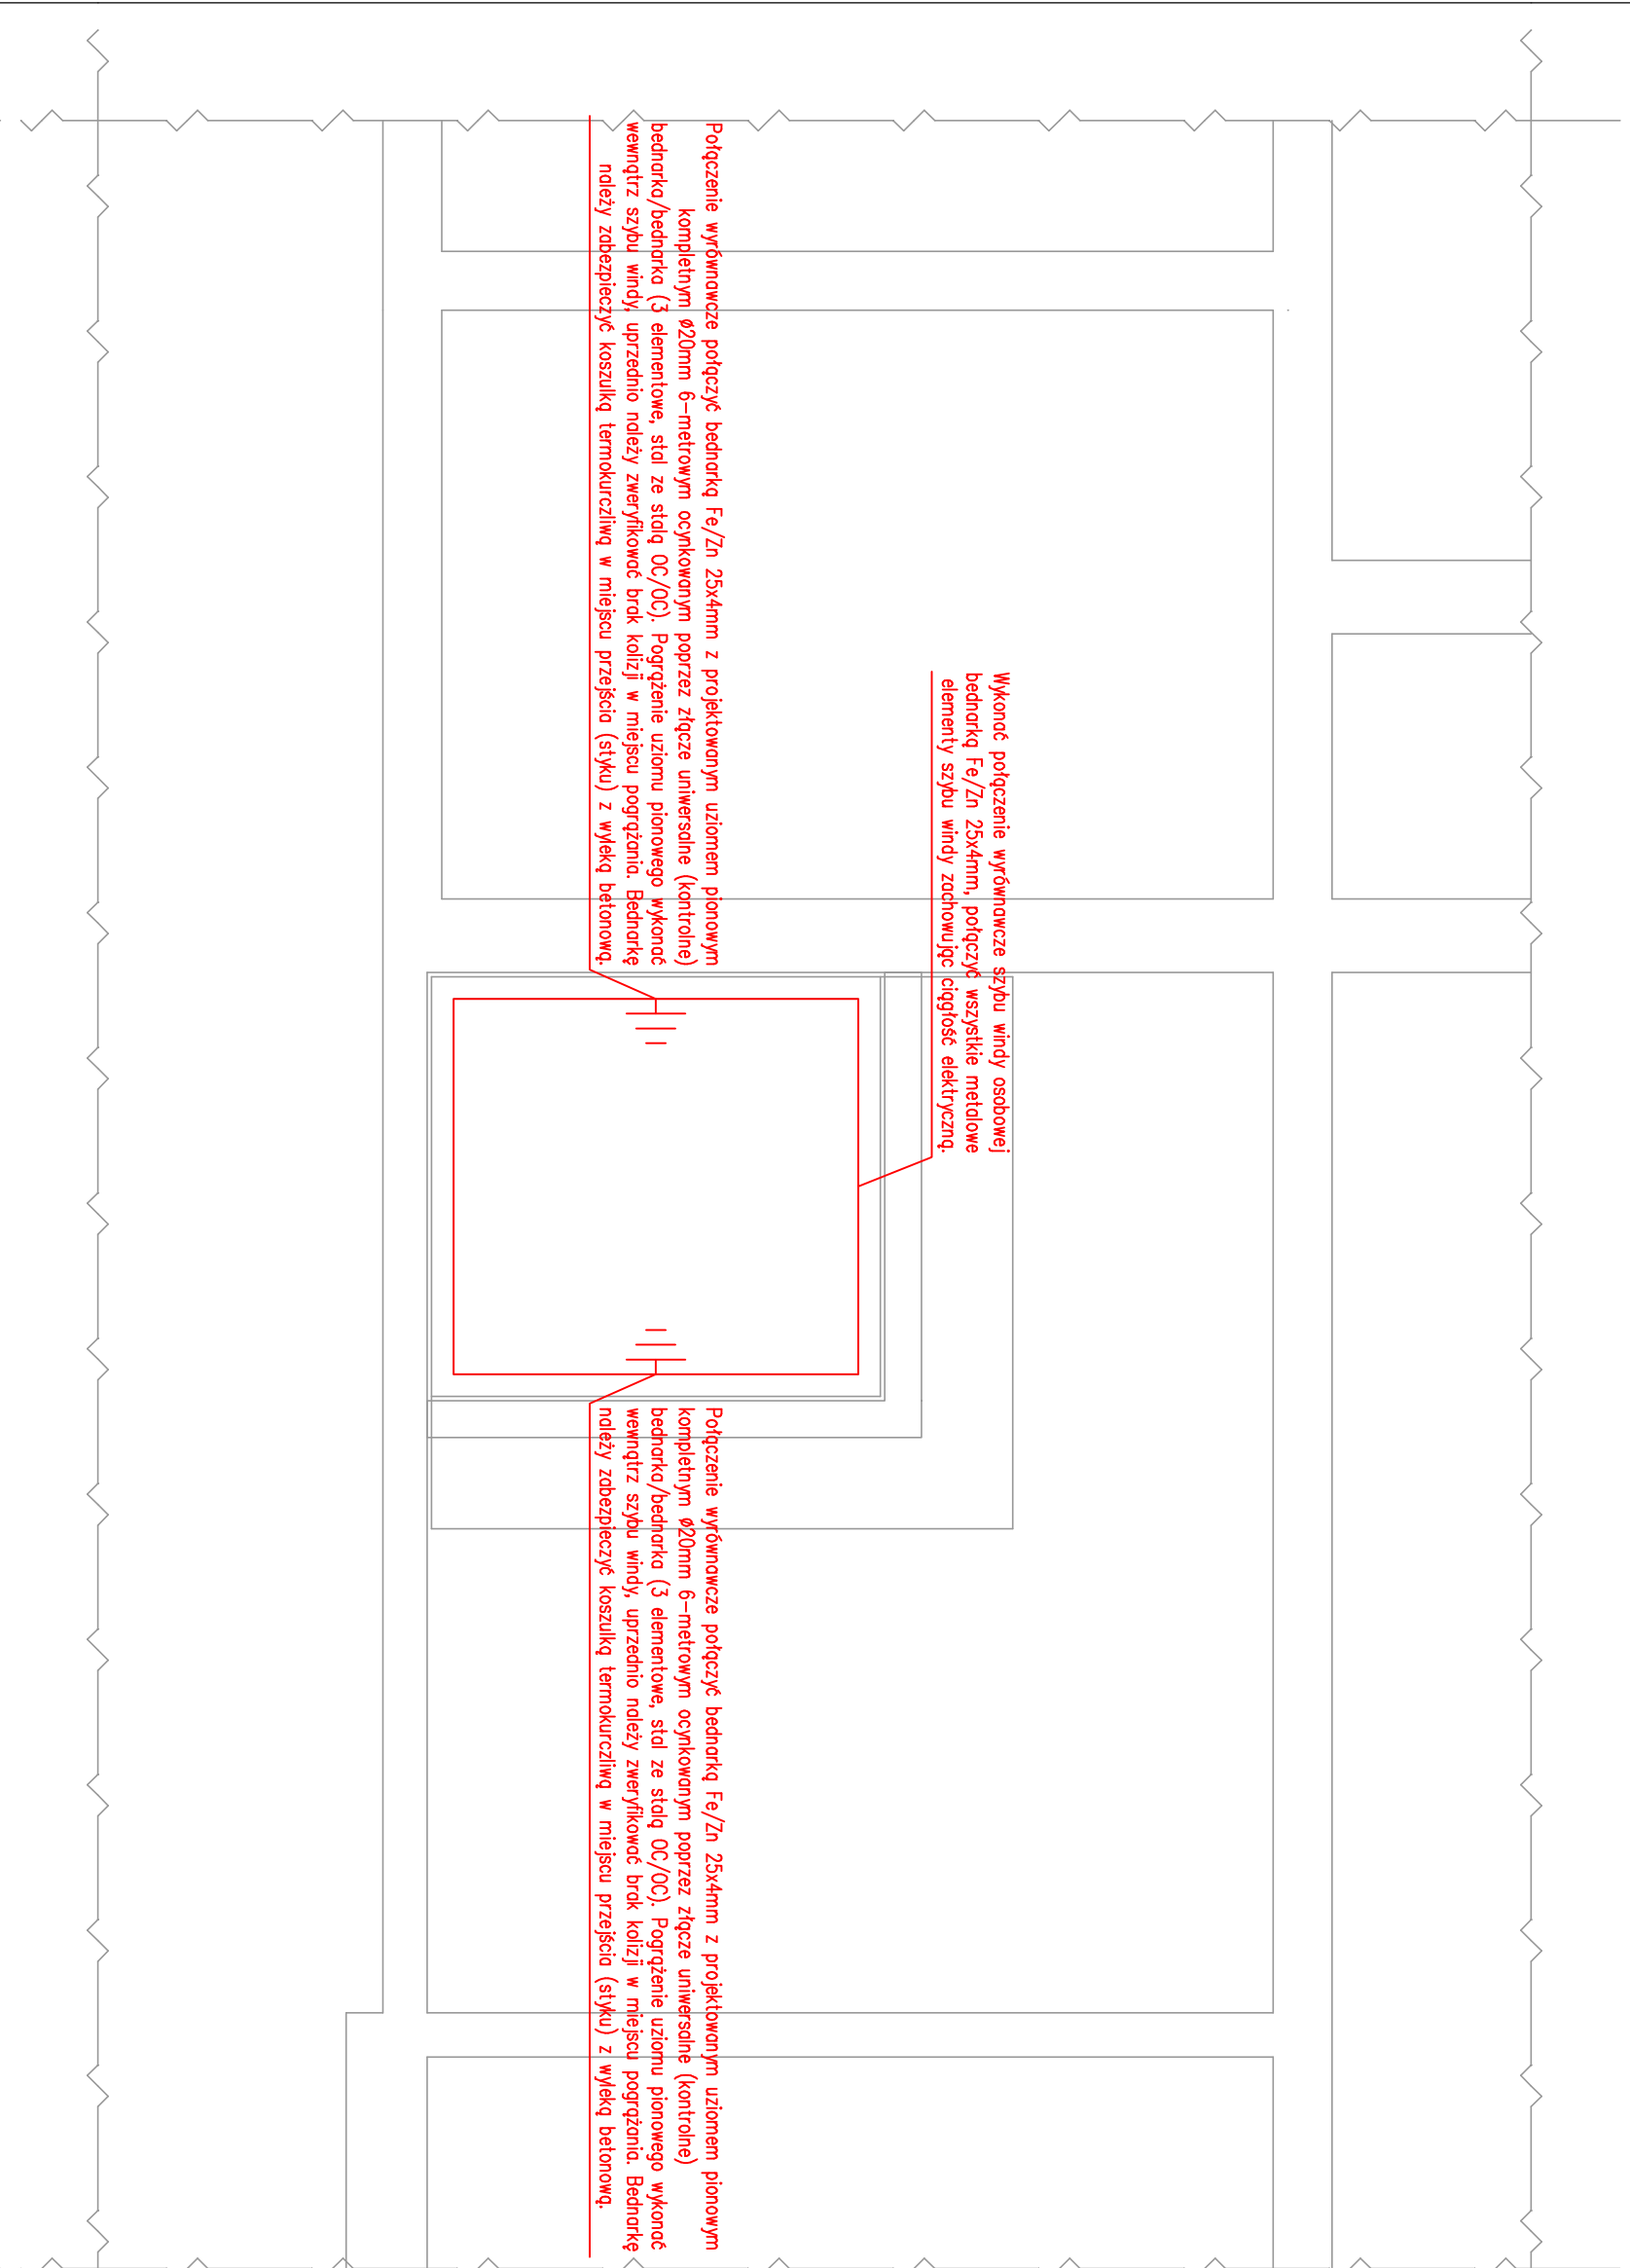 Połączenie wyrównawcze połączyć bednarką Fe/Zn 25x4mm z projektowanym uziomem pionowym
kompletnym ø20mm 6-metrowym ocynkowanym poprzez złącze uniwersalne (kontrolne)
bednarka/bednarka (3 elementowe, stal ze stalą OC/OC). Pogrążenie uziomu pionowego wykonać
wewnątrz szybu windy, uprzednio należy zweryfikować brak kolizji w miejscu pogrążania. Bednarkę
należy zabezpieczyć koszulką termokurczliwą w miejscu przejścia (styku) z wyleką betonową.
Wykonać połączenie wyrównawcze szybu windy osobowej
bednarką Fe/Zn 25x4mm, połączyć wszystkie metalowe
elementy szybu windy zachowując ciągłość elektryczną.
Połączenie wyrównawcze połączyć bednarką Fe/Zn 25x4mm z projektowanym uziomem pionowym
kompletnym ø20mm 6-metrowym ocynkowanym poprzez złącze uniwersalne (kontrolne)
bednarka/bednarka (3 elementowe, stal ze stalą OC/OC). Pogrążenie uziomu pionowego wykonać
wewnątrz szybu windy, uprzednio należy zweryfikować brak kolizji w miejscu pogrążania. Bednarkę
należy zabezpieczyć koszulką termokurczliwą w miejscu przejścia (styku) z wyleką betonową.